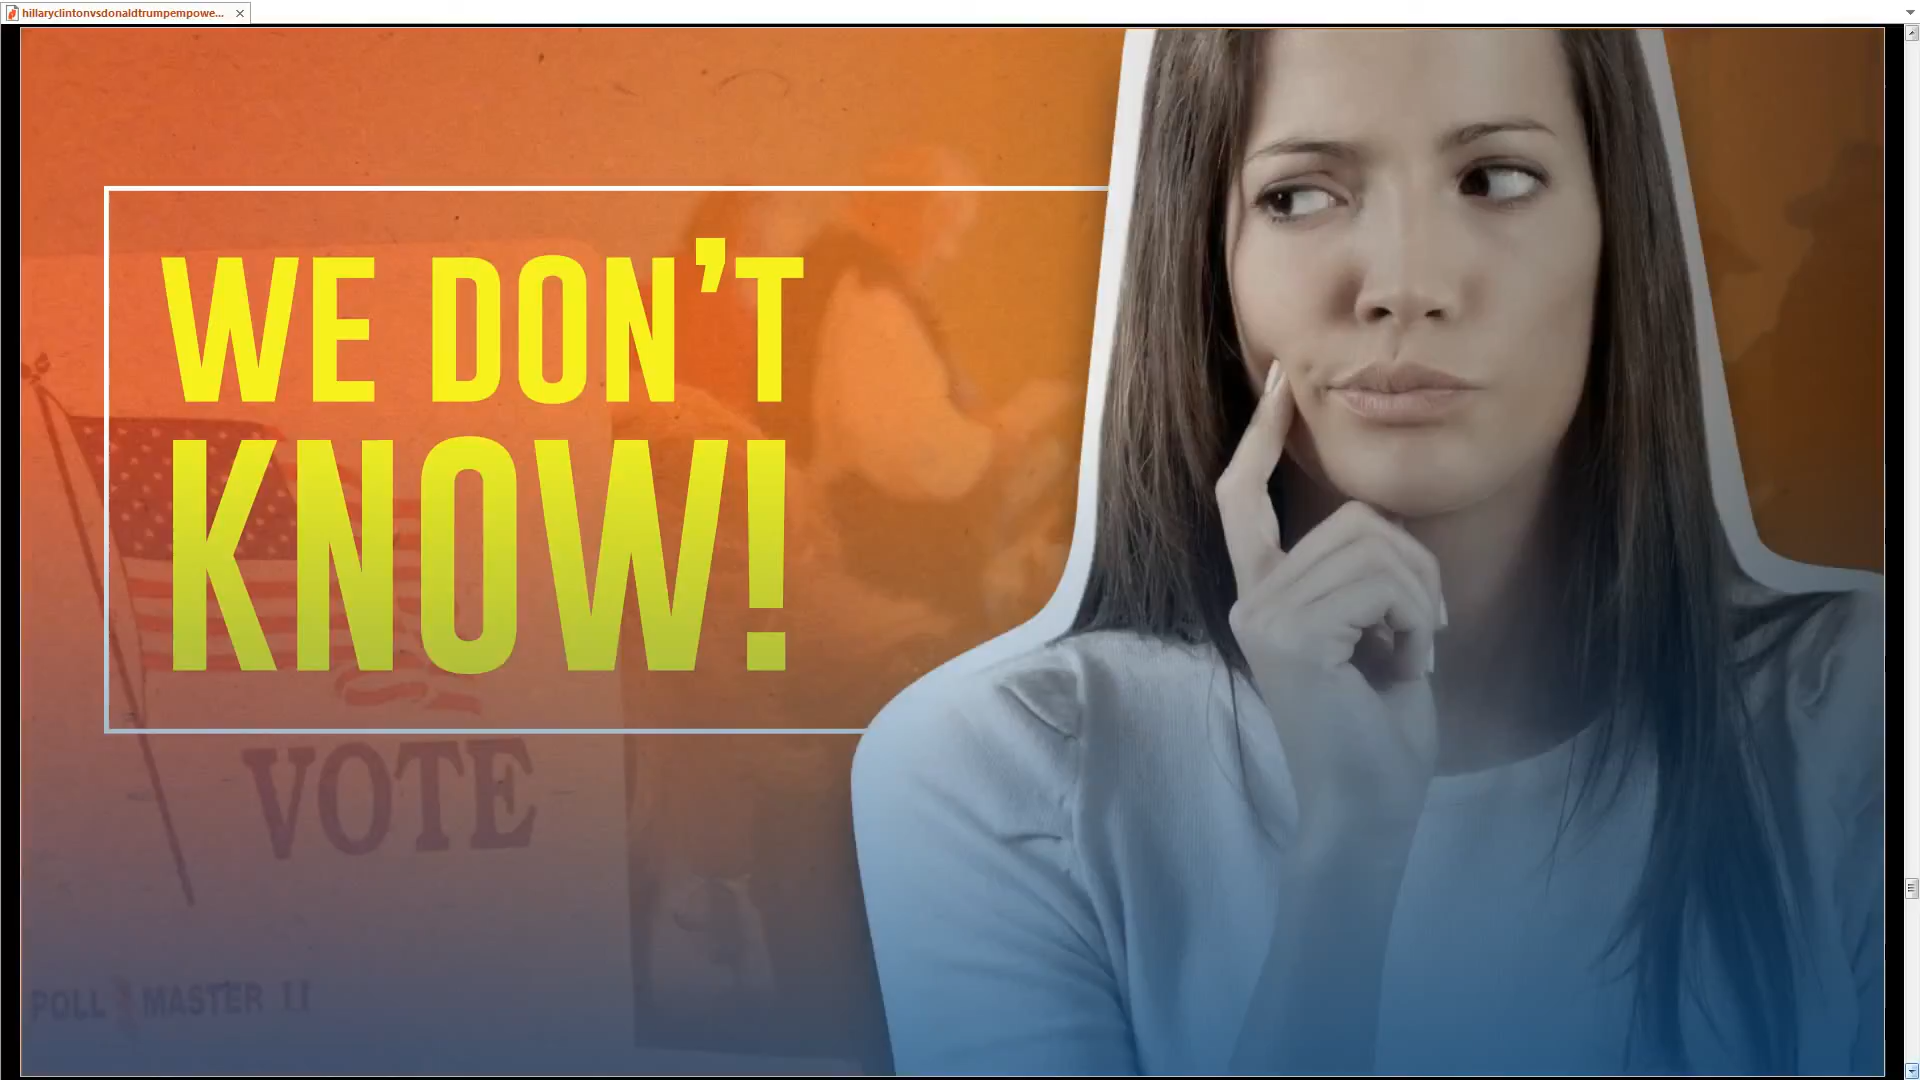 hillaryclintonvsdonaldtrumpempowe...
WE DON'T
KNOW!
VOTE
POLL MASTER II